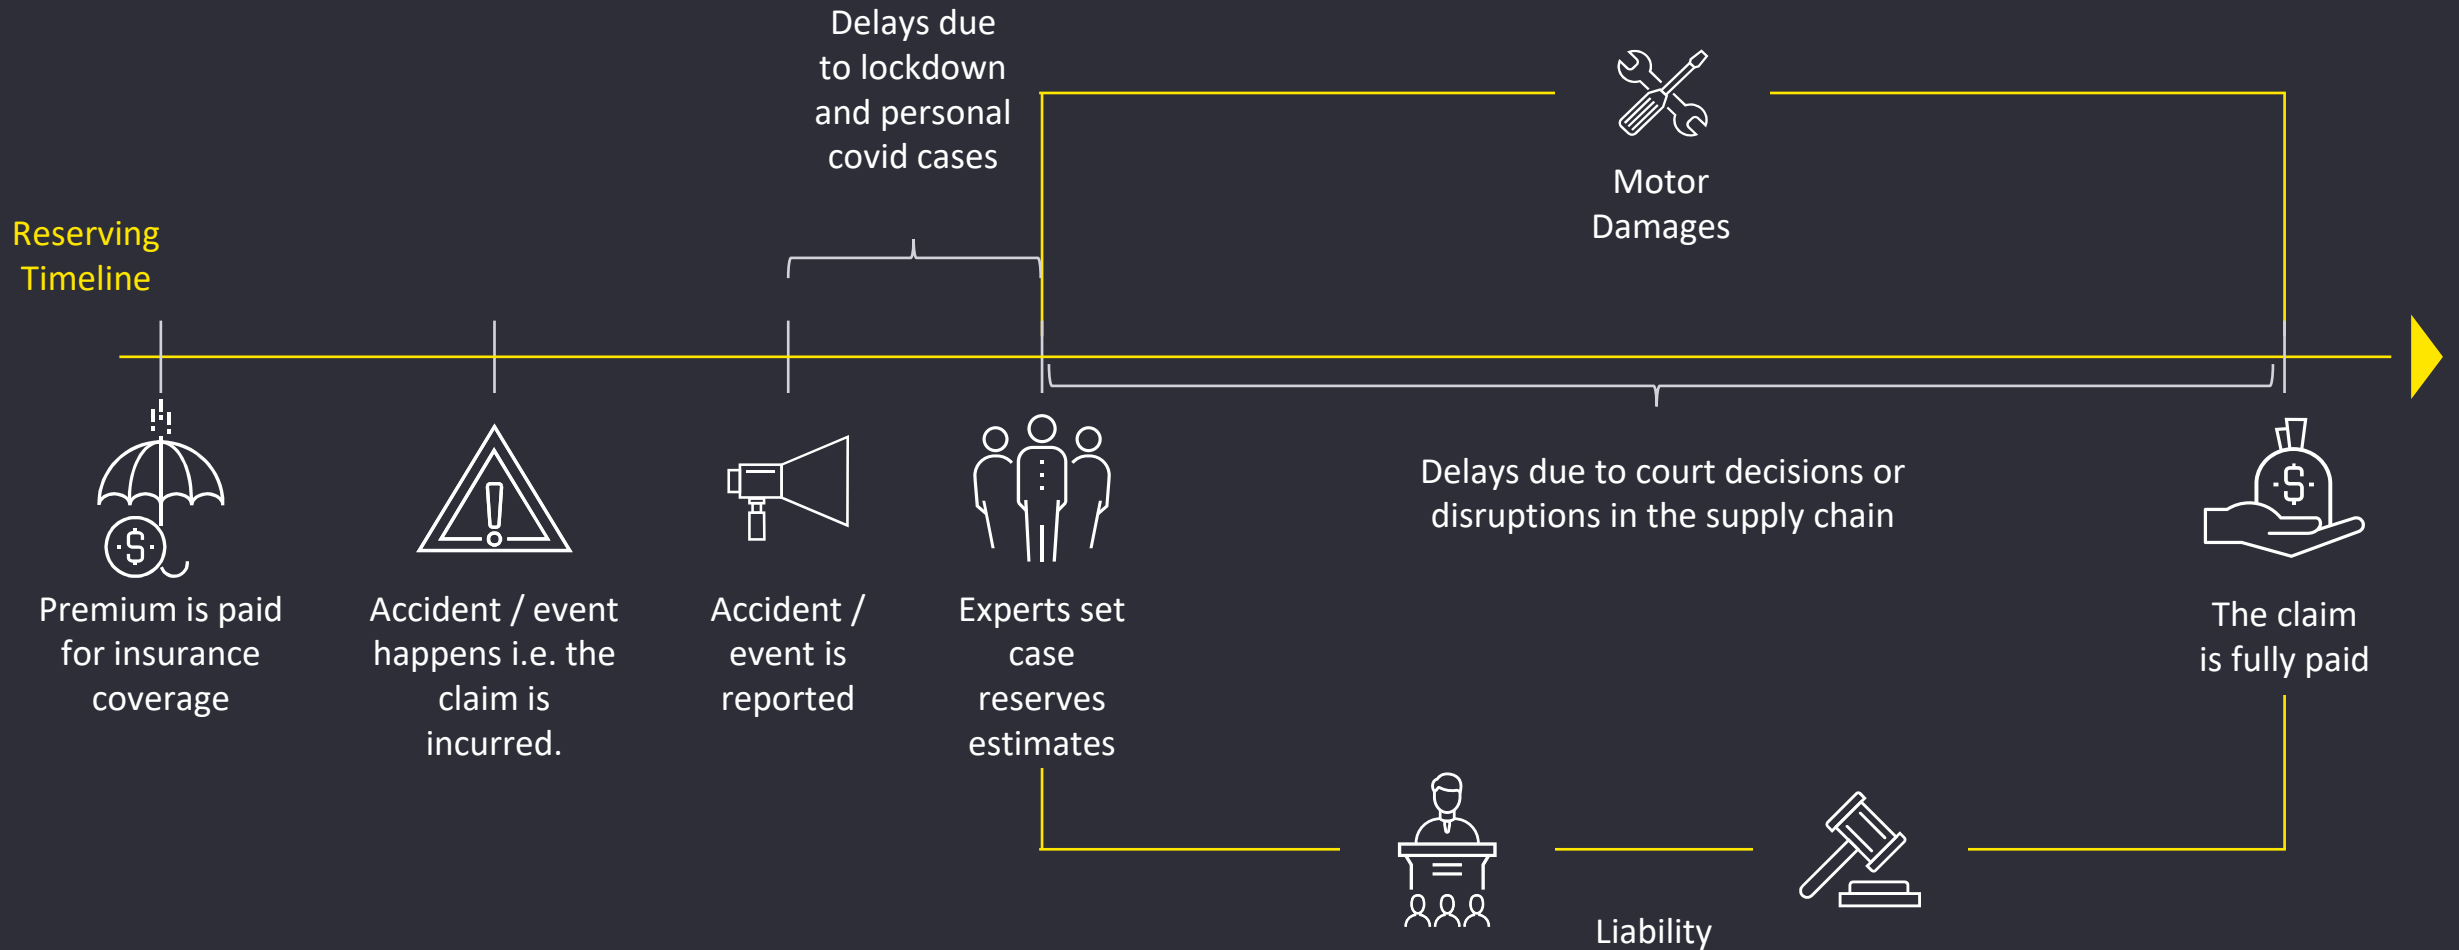 Delays due
to lockdown
and personal
covid cases
Motor
Damages
Reserving
Timeline
Premium is paid
for insurance
coverage
Accident / event
happens i.e. the
claim is
incurred.
Accident /
event is
reported
Experts set
case
reserves
estimates
Delays due to court decisions or
disruptions in the supply chain
The claim
is fully paid
Liability